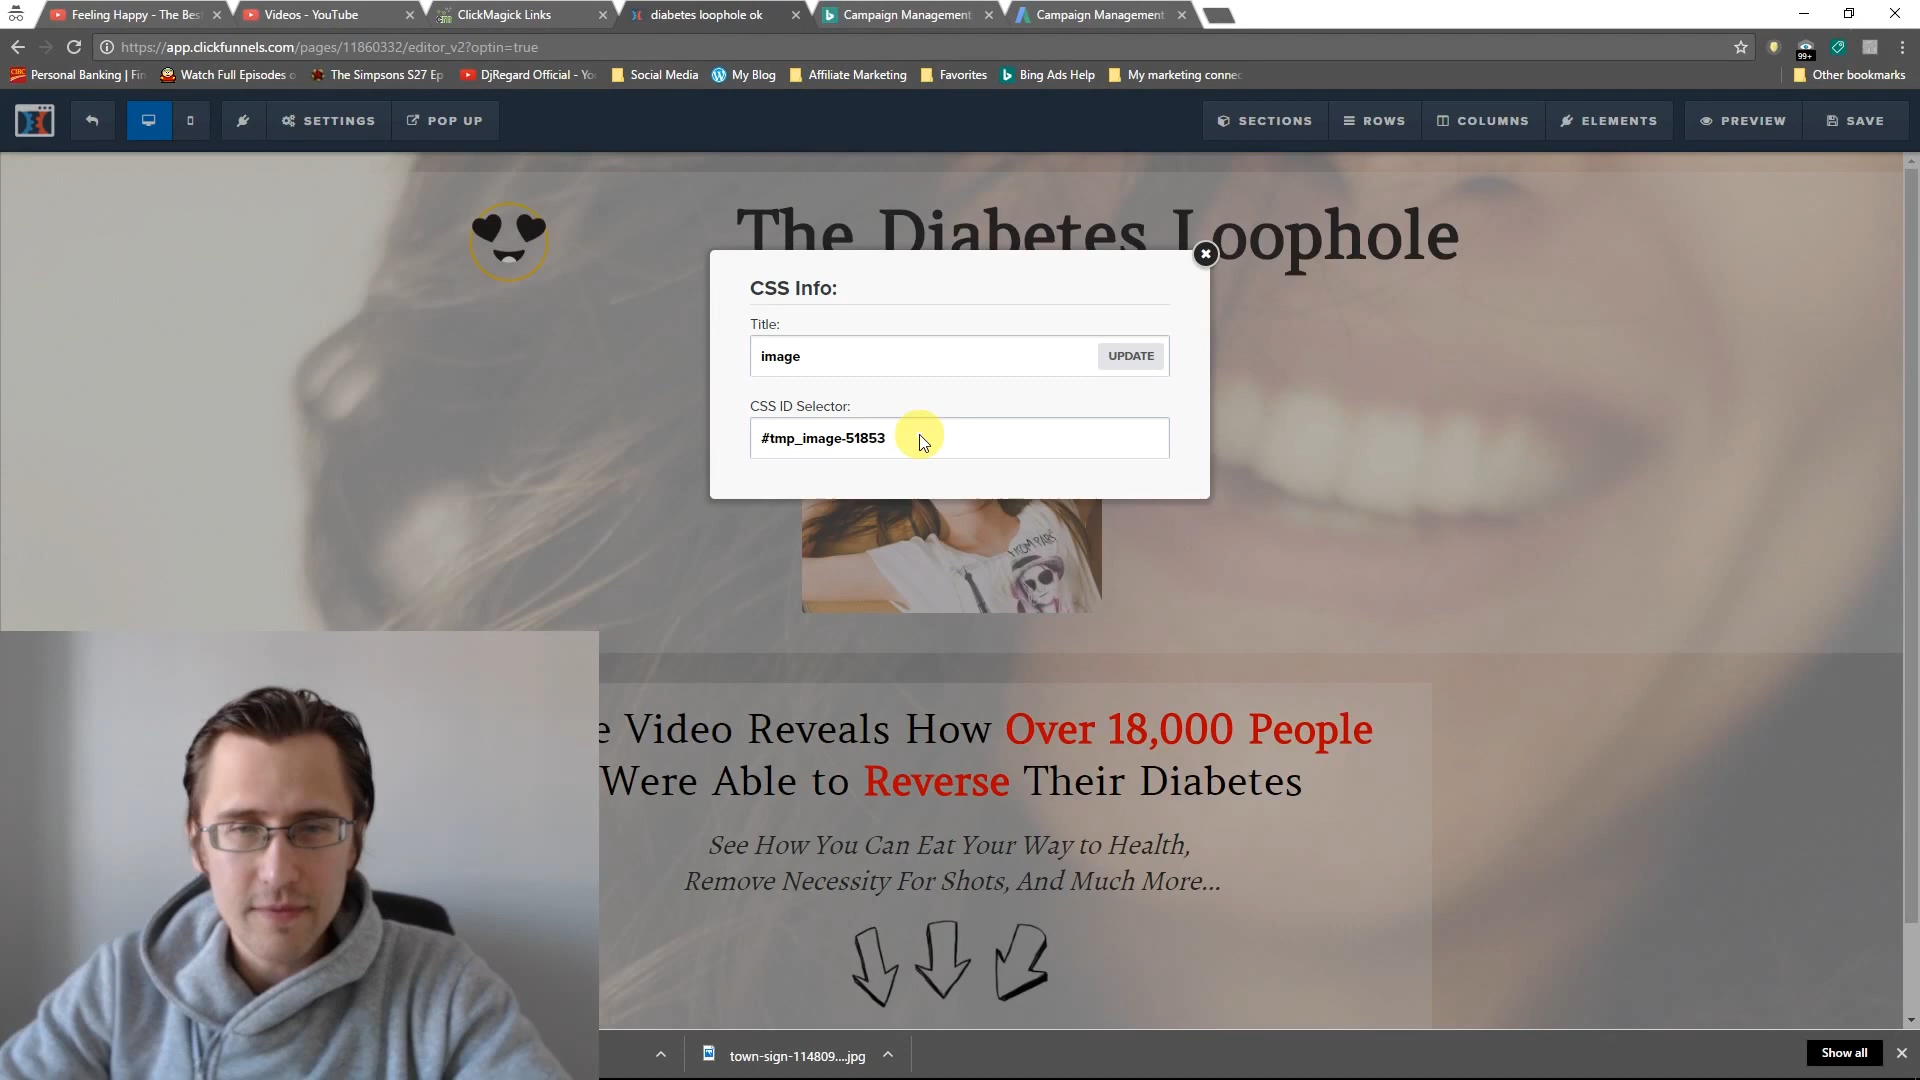 Feeling Happy - The Bes
Videos - YouTube
ClickMagick Links
diabetes loophole ok
Campaign Management
Campaign Management
https://app.clickfunnels.com/pages/11860332/editor_v2?optin=true
99+
CIBC
Personal Banking | Fin
Watch Full Episodes o
The Simpsons S27 Ep
DjRegard Official - Yo
Social Media
My Blog
Affiliate Marketing
Favorites
Bing Ads Help
My marketing connec
Other bookmarks
SETTINGS
POP UP
SECTIONS
ROWS
COLUMNS
ELEMENTS
PREVIEW
SAVE
The Diabetes Loophole
CSS Info:
Title:
image
UPDATE
CSS ID Selector:
#tmp_image-51853
e Video Reveals How Over 18,000 People
Were Able to Reverse Their Diabetes
See How You Can Eat Your Way to Health,
Remove Necessity For Shots, And Much More...
town-sign-114809....jpg
Show all